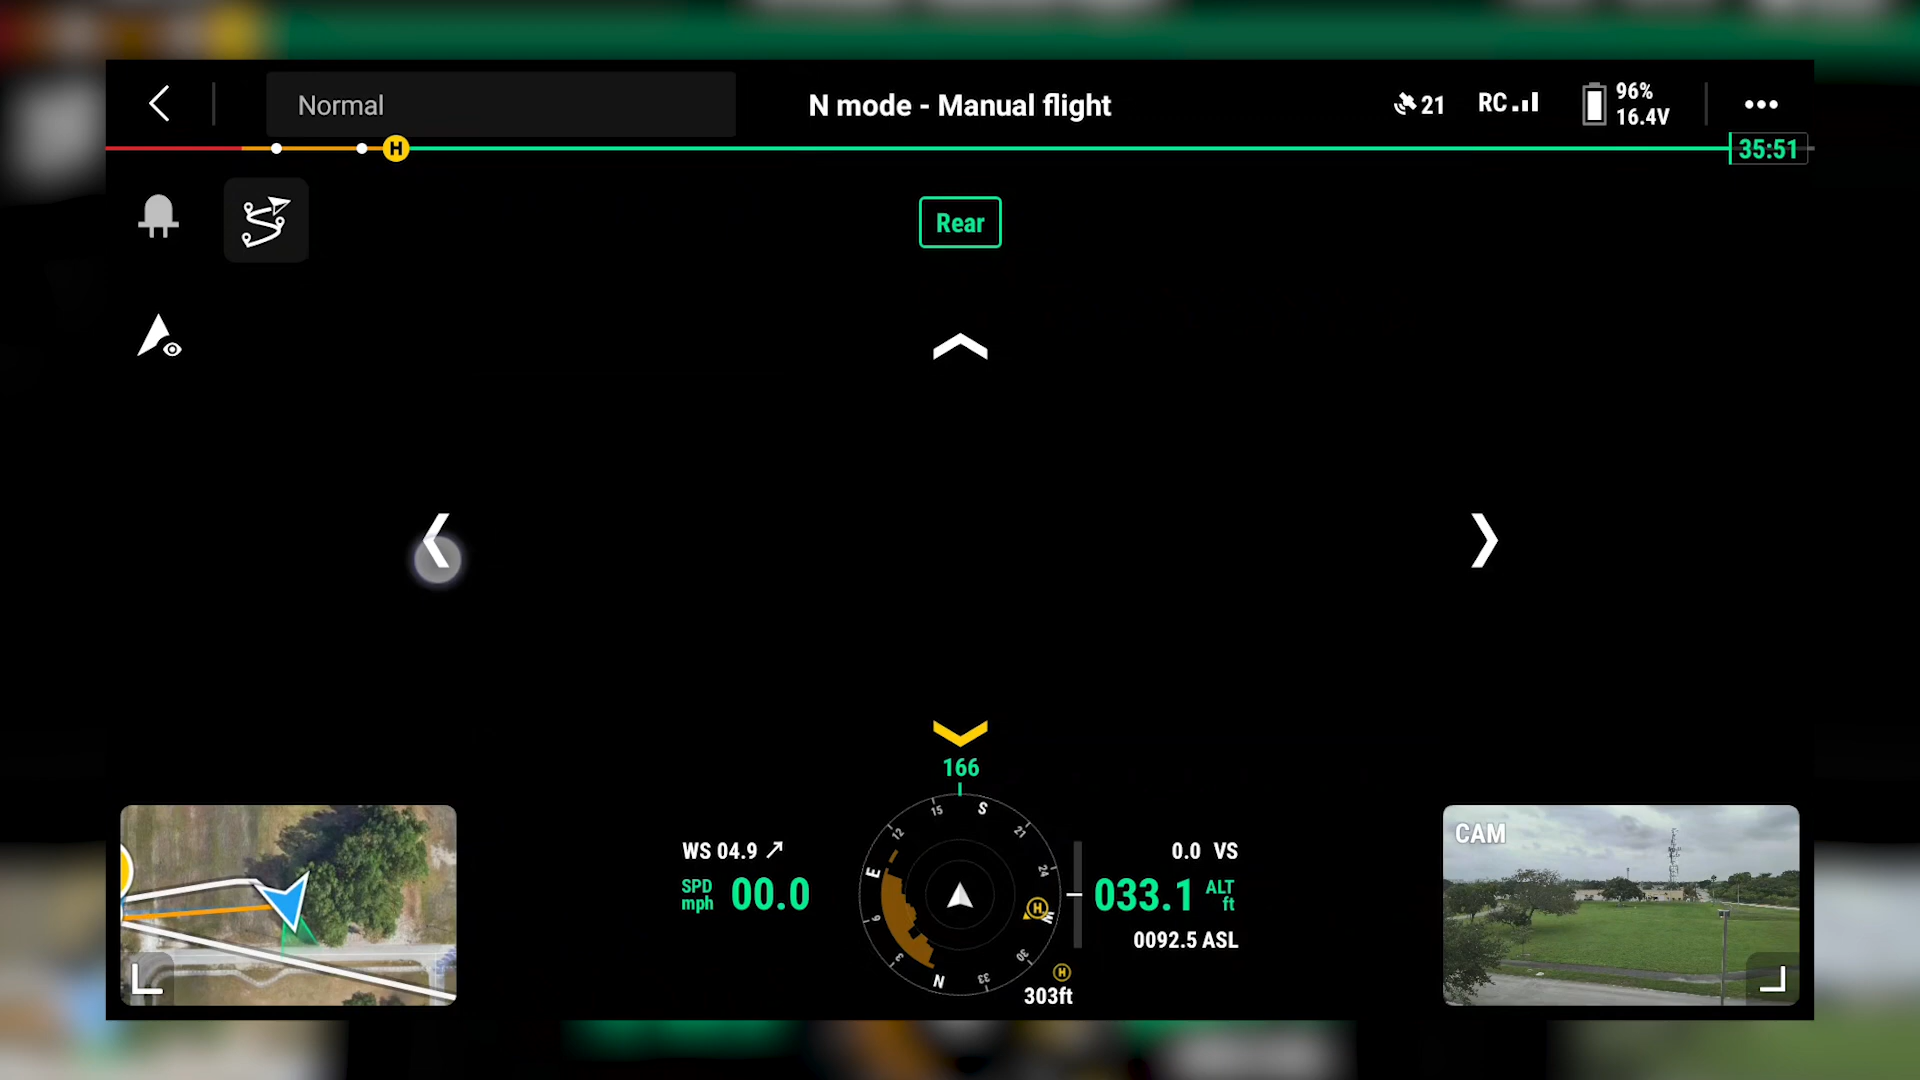 Normal
N mode - Manual flight
21
RC
96%
16.4V
H
35:51
Rear
166
WS 04.9
SPD
mph
00.0
S
15
21
12
24
E
H
W
6
30
3
33
N
H
303ft
0.0 VS
033.1
ALT
ft
0092.5 ASL
CAM